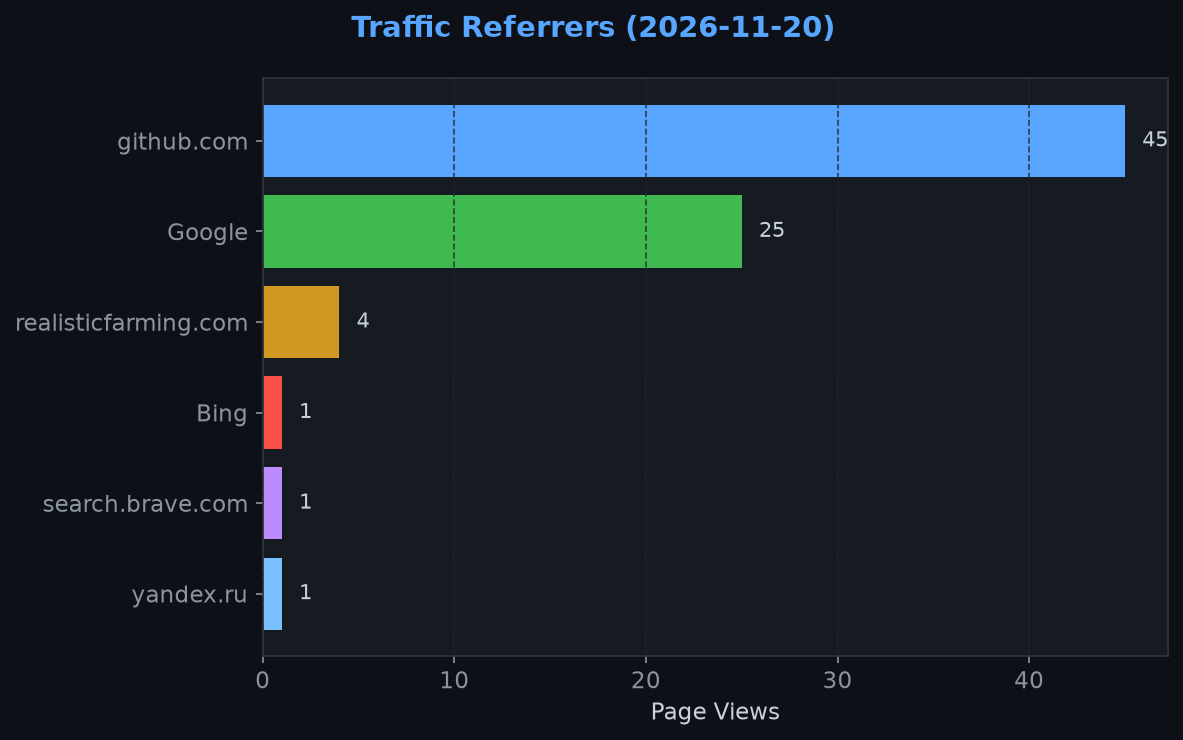 Traffic Referrers (2026-11-20)
github.com 45
Google 25
realisticfarming.com 4
Bing 1
search.brave.com 1
yandex.ru 1
0 10 20 30 40
Page Views